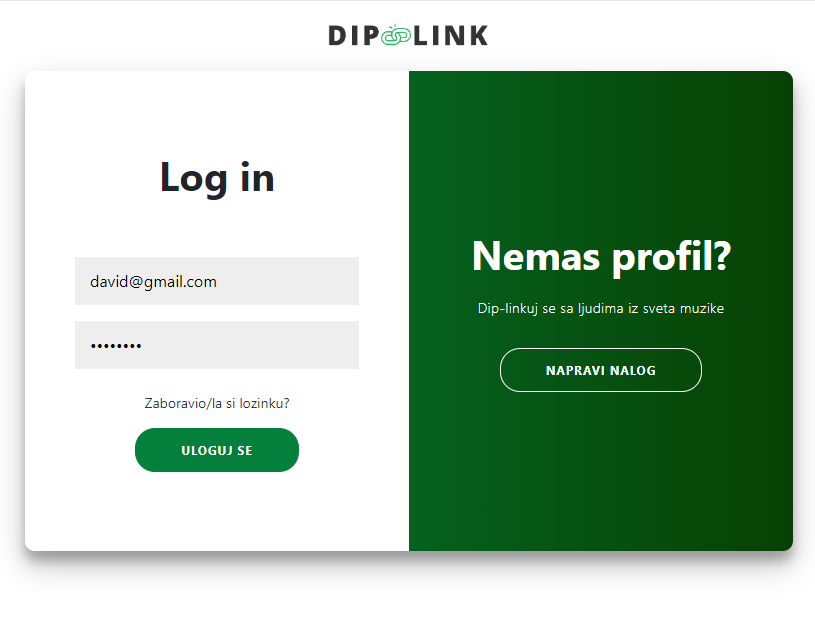 DIP LINK
Log in
david@gmail.com
••••••••
Zaboravio/la si lozinku?
ULOGUJ SE
Nemas profil?
Dip-linkuj se sa ljudima iz sveta muzike
NAPRAVI NALOG